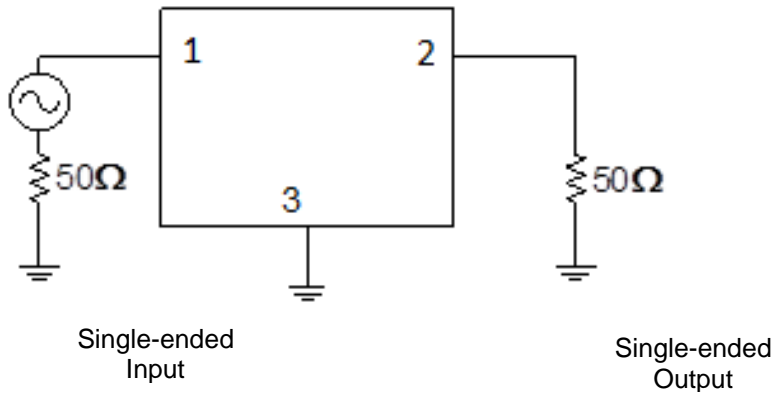 1
2
50Ω
50Ω
3
Single-ended
Input
Single-ended
Output